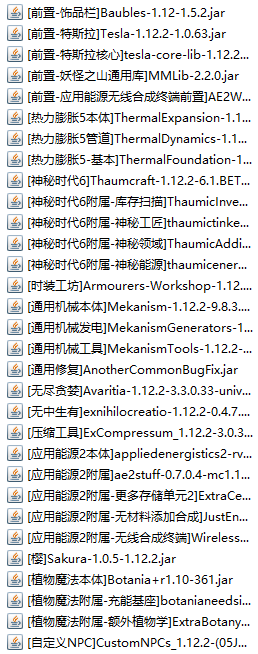 [前置-饰品栏]Baubles-1.12-1.5.2.jar
[前置-特斯拉]Tesla-1.12.2-1.0.63.jar
[前置-特斯拉核心]tesla-core-lib-1.12.2...
[前置-妖怪之山通用库]MMLib-2.2.0.jar
[前置-应用能源无线合成终端前置]AE2W...
[热力膨胀5本体]ThermalExpansion-1.1...
[热力膨胀5管道]ThermalDynamics-1.1...
[热力膨胀5-基本]ThermalFoundation-1...
[神秘时代6]Thaumcraft-1.12.2-6.1.BET...
[神秘时代6附属-库存扫描]ThaumicInve...
[神秘时代6附属-神秘工匠]thaumictinke...
[神秘时代6附属-神秘领域]ThaumicAddi...
[神秘时代6附属-神秘能源]thaumicener...
[时装工坊]Armourers-Workshop-1.12....
[通用机械本体]Mekanism-1.12.2-9.8.3....
[通用机械发电]MekanismGenerators-1...
[通用机械工具]MekanismTools-1.12.2-...
[通用修复]AnotherCommonBugFix.jar
[无尽贪婪]Avaritia-1.12.2-3.3.0.33-univ...
[无中生有]exnihilocreatio-1.12.2-0.4.7....
[压缩工具]ExCompressum_1.12.2-3.0.3...
[应用能源2本体]appliedenergistics2-rv...
[应用能源2附属]ae2stuff-0.7.0.4-mc1.1...
[应用能源2附属-更多存储单元2]ExtraCe...
[应用能源2附属-无材料添加合成]JustEn...
[应用能源2附属-无线合成终端]Wireless...
[樱]Sakura-1.0.5-1.12.2.jar
[植物魔法本体]Botania+r1.10-361.jar
[植物魔法附属-充能基座]botanianeedsi...
[植物魔法附属-额外植物学]ExtraBotany...
[自定义NPC]CustomNPCs_1.12.2-(05J...